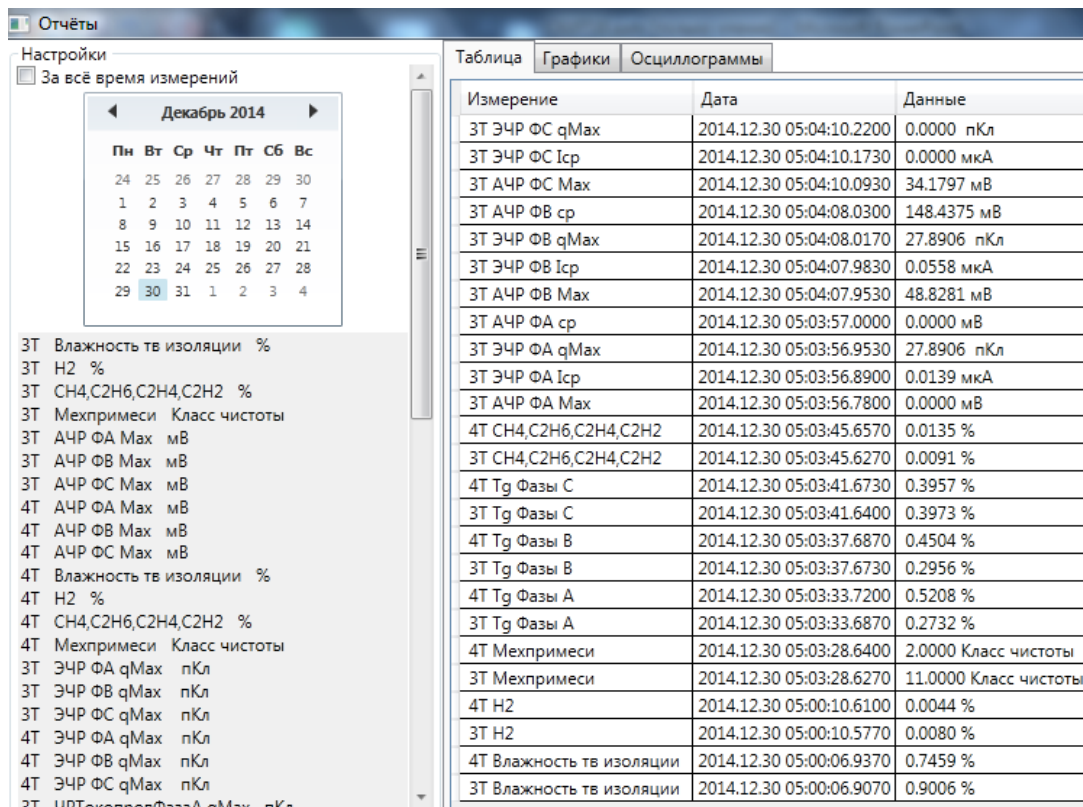 Отчёты
Настройки
За всё время измерений
Декабрь 2014
Пн Вт Ср Чт Пт Сб Вс
24 25 26 27 28 29 30
1 2 3 4 5 6 7
8 9 10 11 12 13 14
15 16 17 18 19 20 21
22 23 24 25 26 27 28
29 30 31 1 2 3 4
3Т Влажность тв изоляции %
3Т H2 %
3Т CH4,C2H6,C2H4,C2H2 %
3Т Мехпримеси Класс чистоты
3Т АЧР ФА Max мВ
3Т АЧР ФВ Max мВ
3Т АЧР ФС Max мВ
4Т АЧР ФА Max мВ
4Т АЧР ФВ Max мВ
4Т АЧР ФС Max мВ
4Т Влажность тв изоляции %
4Т H2 %
4Т CH4,C2H6,C2H4,C2H2 %
4Т Мехпримеси Класс чистоты
3Т ЭЧР ФА qMax пКл
3Т ЭЧР ФВ qMax пКл
3Т ЭЧР ФС qMax пКл
4Т ЭЧР ФА qMax пКл
4Т ЭЧР ФВ qMax пКл
4Т ЭЧР ФС qMax пКл
Таблица Графики Осциллограммы
Измерение Дата Данные
3Т ЭЧР ФС qMax 2014.12.30 05:04:10.2200 0.0000 пКл
3Т ЭЧР ФС Iср 2014.12.30 05:04:10.1730 0.0000 мкА
3Т АЧР ФС Max 2014.12.30 05:04:10.0930 34.1797 мВ
3Т АЧР ФВ ср 2014.12.30 05:04:08.0300 148.4375 мВ
3Т ЭЧР ФВ qMax 2014.12.30 05:04:08.0170 27.8906 пКл
3Т ЭЧР ФВ Iср 2014.12.30 05:04:07.9830 0.0558 мкА
3Т АЧР ФВ Max 2014.12.30 05:04:07.9530 48.8281 мВ
3Т АЧР ФА ср 2014.12.30 05:03:57.0000 0.0000 мВ
3Т ЭЧР ФА qMax 2014.12.30 05:03:56.9530 27.8906 пКл
3Т ЭЧР ФА Iср 2014.12.30 05:03:56.8900 0.0139 мкА
3Т АЧР ФА Max 2014.12.30 05:03:56.7800 0.0000 мВ
4Т CH4,C2H6,C2H4,C2H2 2014.12.30 05:03:45.6570 0.0135 %
3Т CH4,C2H6,C2H4,C2H2 2014.12.30 05:03:45.6270 0.0091 %
4Т Tg Фазы С 2014.12.30 05:03:41.6730 0.3957 %
3Т Tg Фазы С 2014.12.30 05:03:41.6400 0.3973 %
4Т Tg Фазы В 2014.12.30 05:03:37.6870 0.4504 %
3Т Tg Фазы В 2014.12.30 05:03:37.6730 0.2956 %
4Т Tg Фазы А 2014.12.30 05:03:33.7200 0.5208 %
3Т Tg Фазы А 2014.12.30 05:03:33.6870 0.2732 %
4Т Мехпримеси 2014.12.30 05:03:28.6400 2.0000 Класс чистоты
3Т Мехпримеси 2014.12.30 05:03:28.6270 11.0000 Класс чистоты
4Т H2 2014.12.30 05:00:10.6100 0.0044 %
3Т H2 2014.12.30 05:00:10.5770 0.0080 %
4Т Влажность тв изоляции 2014.12.30 05:00:06.9370 0.7459 %
3Т Влажность тв изоляции 2014.12.30 05:00:06.9070 0.9006 %